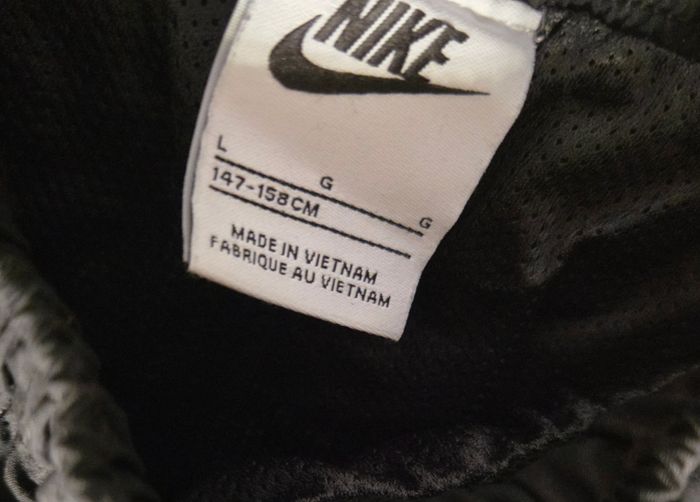 NIKE
L G G
147-158CM
MADE IN VIETNAM
FABRIQUE AU VIETNAM